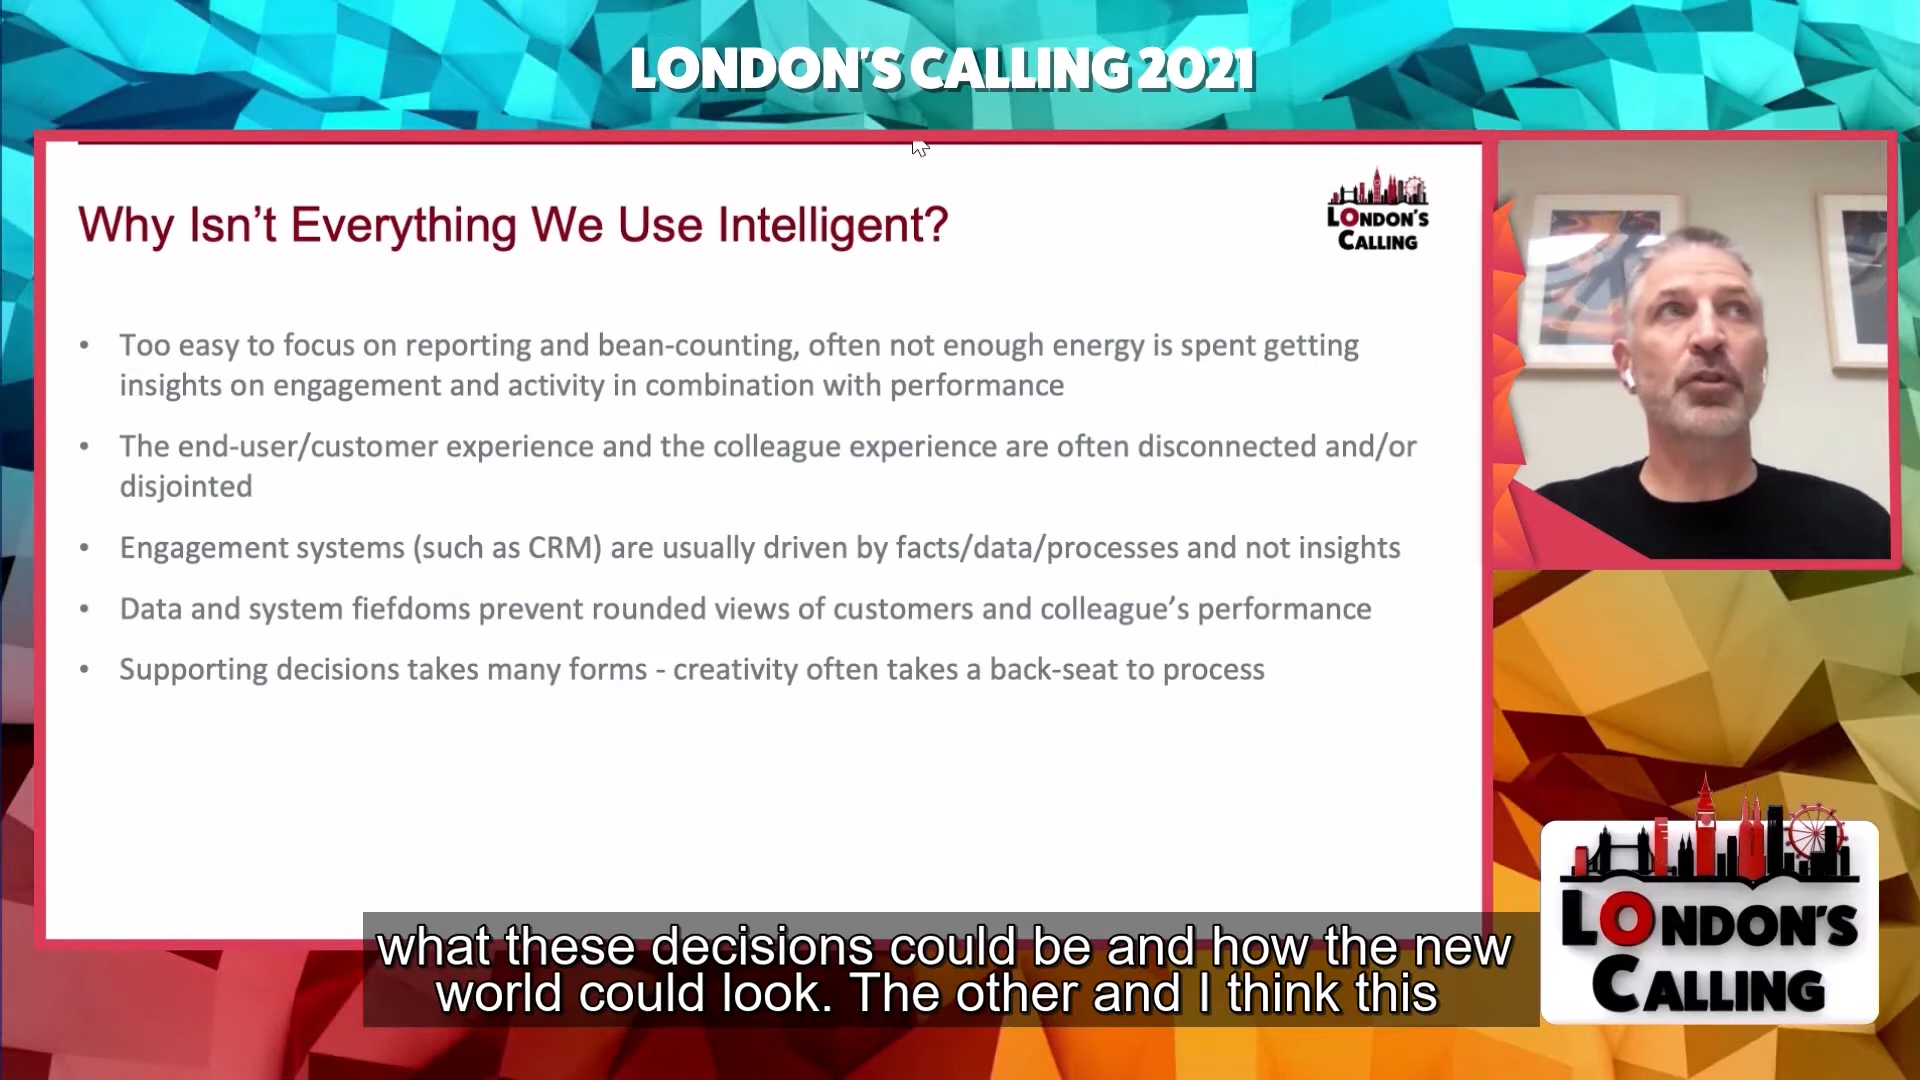 LONDON'S CALLING 2021
Why Isn't Everything We Use Intelligent?
LONDON'S
CALLING
• Too easy to focus on reporting and bean-counting, often not enough energy is spent getting
insights on engagement and activity in combination with performance
• The end-user/customer experience and the colleague experience are often disconnected and/or
disjointed
• Engagement systems (such as CRM) are usually driven by facts/data/processes and not insights
• Data and system fiefdoms prevent rounded views of customers and colleague's performance
• Supporting decisions takes many forms - creativity often takes a back-seat to process
what these decisions could be and how the new
world could look. The other and I think this
LONDON'S
CALLING